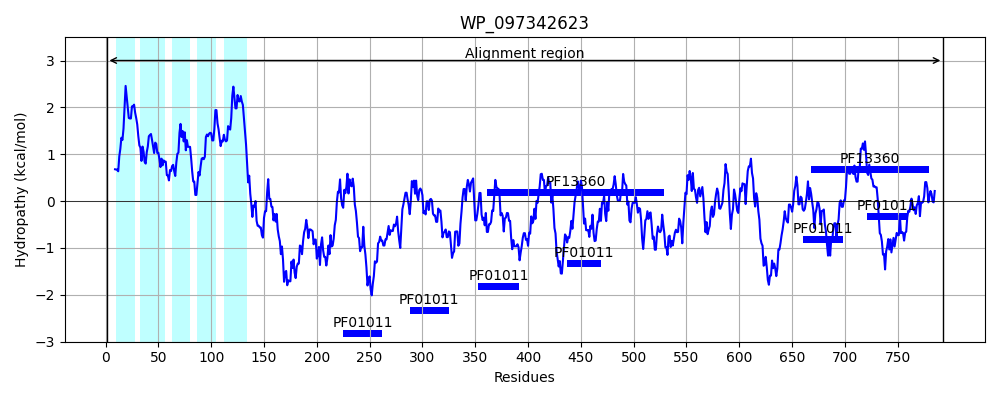 WP_097342623
Alignment region
3
2
1
0
−1
−2
−3
Hydropathy (kcal/mol)
PF13360
PF13360
PF01011
PF01011
PF01011
PF01011
PF01011
PF01011
0 50 100 150 200 250 300 350 400 450 500 550 600 650 700 750
Residues